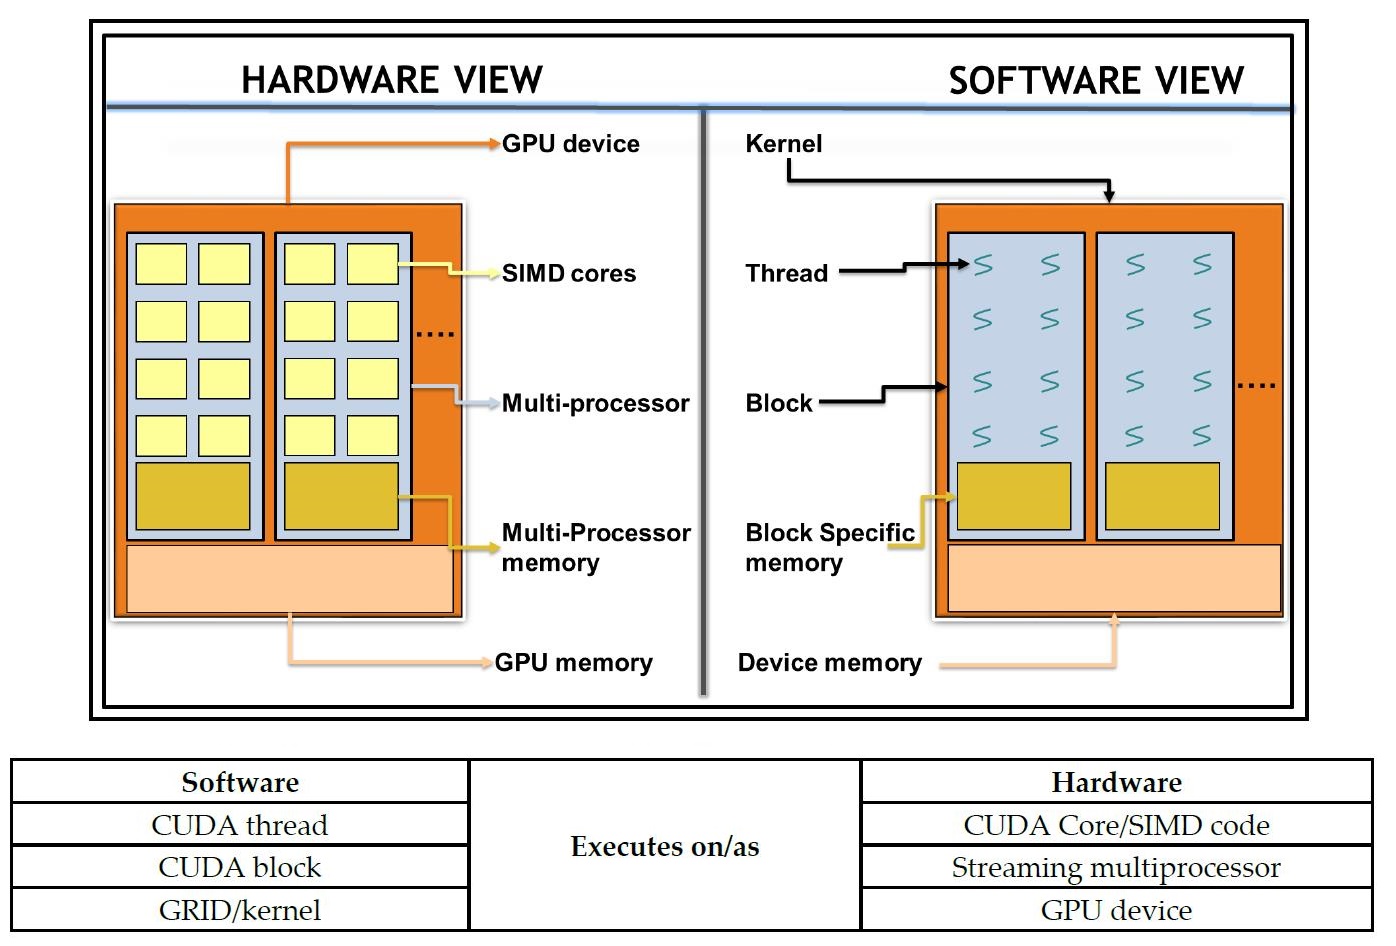 HARDWARE VIEW
SOFTWARE VIEW
GPU device
SIMD cores
....
Multi-processor
Multi-Processor
memory
GPU memory
Kernel
Thread
Block
....
Block Specific
memory
Device memory
Software
Executes on/as
Hardware
CUDA thread
CUDA Core/SIMD code
CUDA block
Streaming multiprocessor
GRID/kernel
GPU device